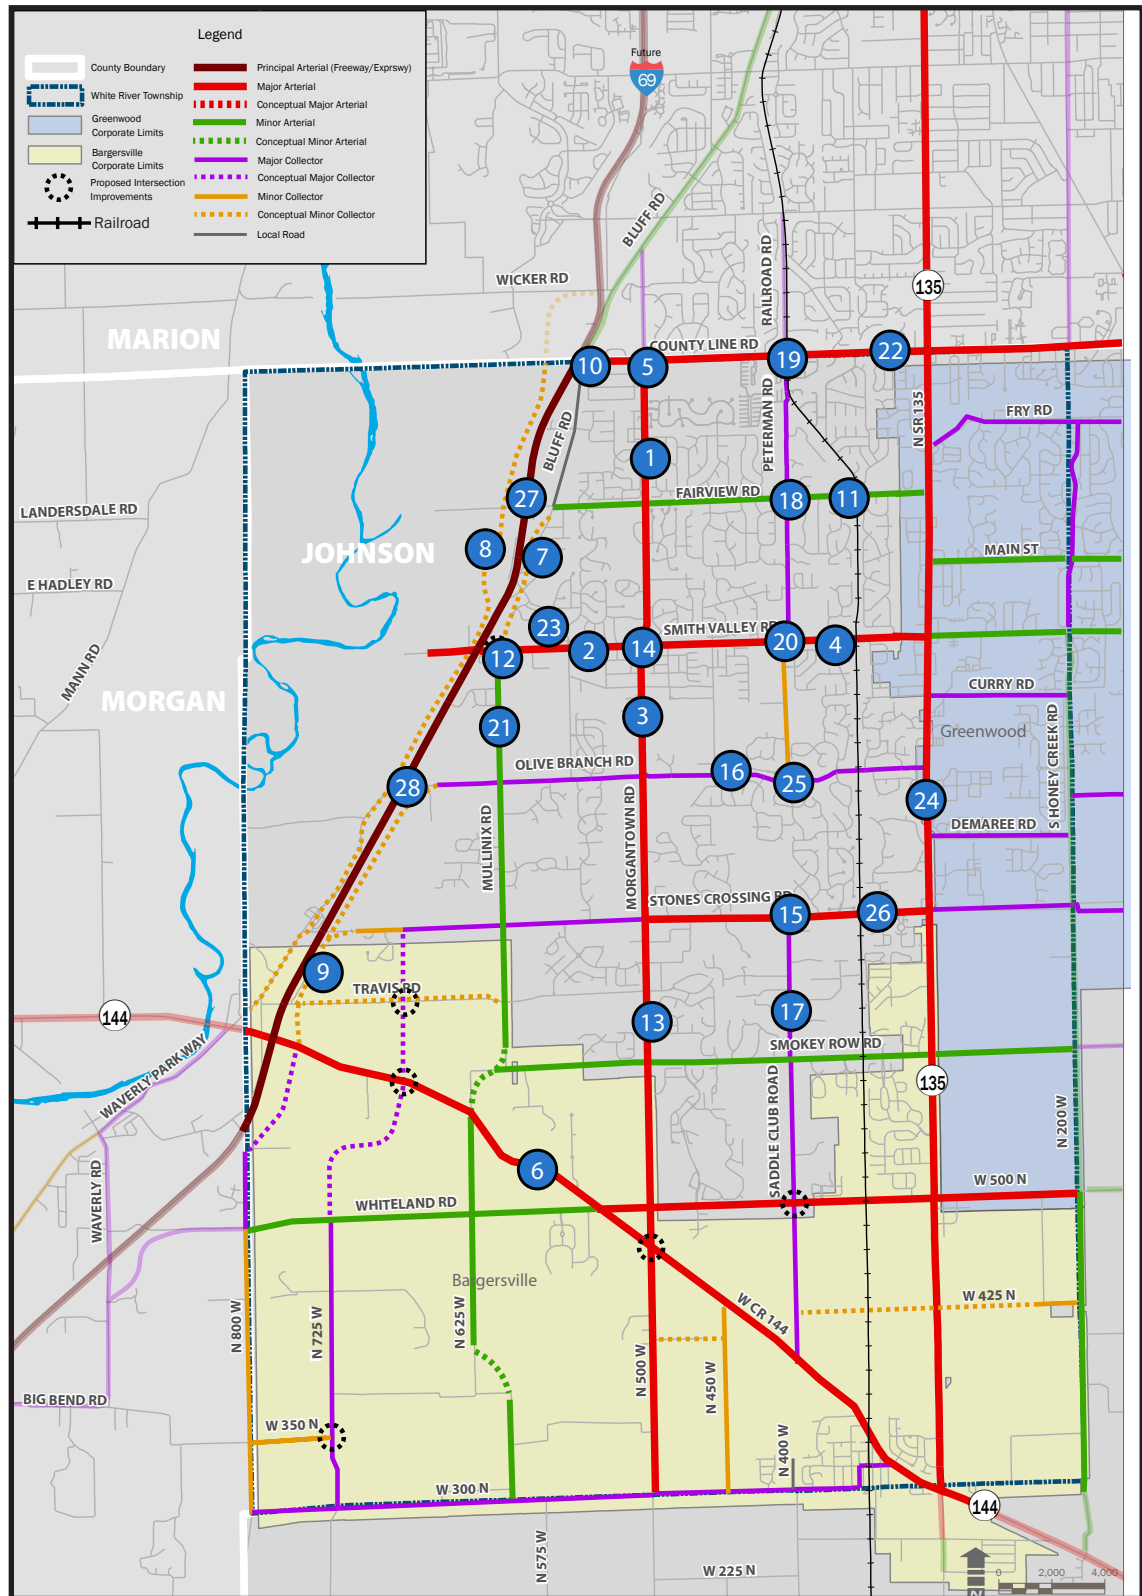 Legend
County Boundary
White River Township
Greenwood
Corporate Limits
Bargersville
Corporate Limits
Proposed Intersection
Improvements
Railroad
Principal Arterial (Freeway/Exprswy)
Major Arterial
Conceptual Major Arterial
Minor Arterial
Conceptual Minor Arterial
Major Collector
Conceptual Major Collector
Minor Collector
Conceptual Minor Collector
Local Road
Future
69
BLUFF RD
WICKER RD
RAILROAD RD
135
MARION
COUNTY LINE RD
10
5
19
22
N SR 135
PETERMAN RD
FRY RD
BLUFF RD
1
FAIRVIEW RD
27
18
11
LANDERSDALE RD
JOHNSON
8
7
MAIN ST
E HADLEY RD
23
SMITH VALLEY RD
12
2
14
20
4
MANN RD
MORGAN
CURRY RD
3
21
Greenwood
S HONEY CREEK RD
OLIVE BRANCH RD
16
25
28
24
MULLINIX RD
MORGANTOWN RD
DEMAREE RD
STONES CROSSING RD
15
26
9
TRAVIS RD
144
13
17
SMOKEY ROW RD
WAVERLY PARK WAY
135
SADDLE CLUB ROAD
N 200 W
WAVERLY RD
6
W 500 N
WHITELAND RD
Bargersville
W 425 N
W CR 144
N 800 W
N 725 W
N 625 W
N 500 W
N 450 W
BIG BEND RD
W 350 N
N 400 W
W 300 N
144
N 575 W
W 225 N
N
0
2,000
4,000